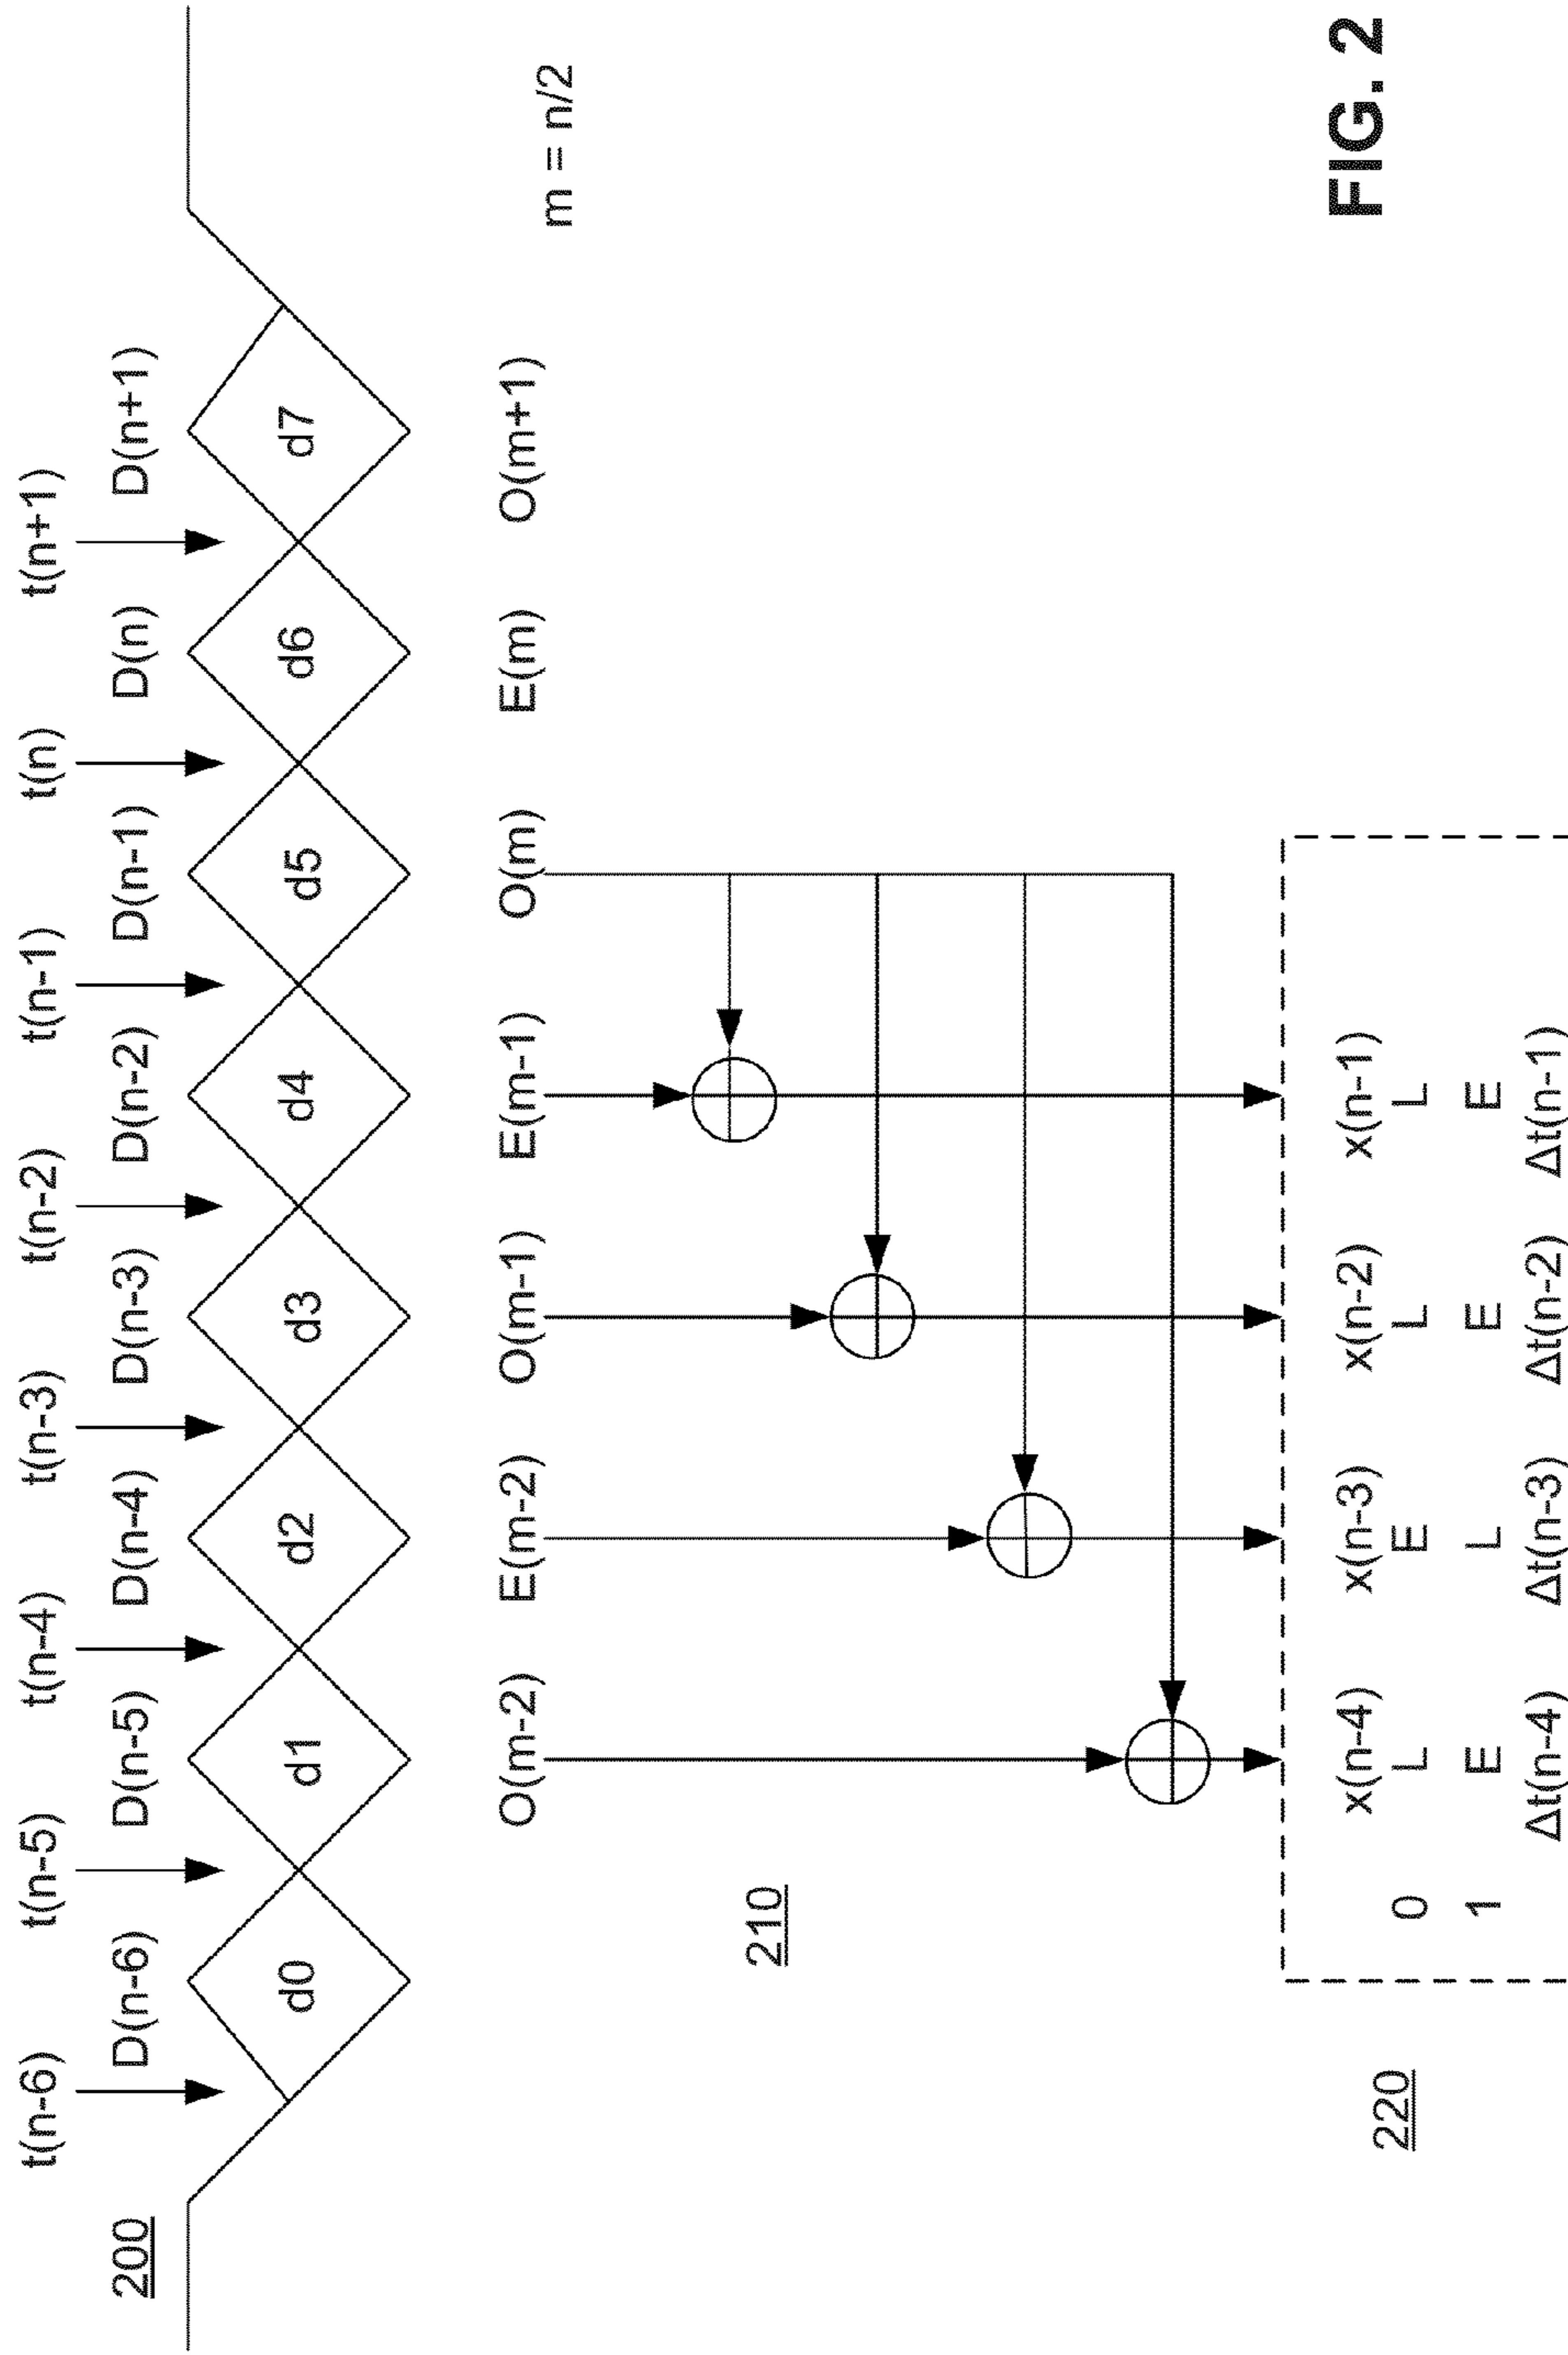 t(n-6) t(n-5) t(n-4) t(n-3) t(n-2) t(n-1) t(n) t(n+1)
200 D(n-6) D(n-5) D(n-4) D(n-3) D(n-2) D(n-1) D(n) D(n+1)
d0 d1 d2 d3 d4 d5 d6 d7
O(m-2) E(m-2) O(m-1) E(m-1) O(m) E(m) O(m+1)
m = n/2
210
x(n-4) x(n-3) x(n-2) x(n-1)
220 0 L E L L
1 E L E E
Δt(n-4) Δt(n-3) Δt(n-2) Δt(n-1)
FIG. 2